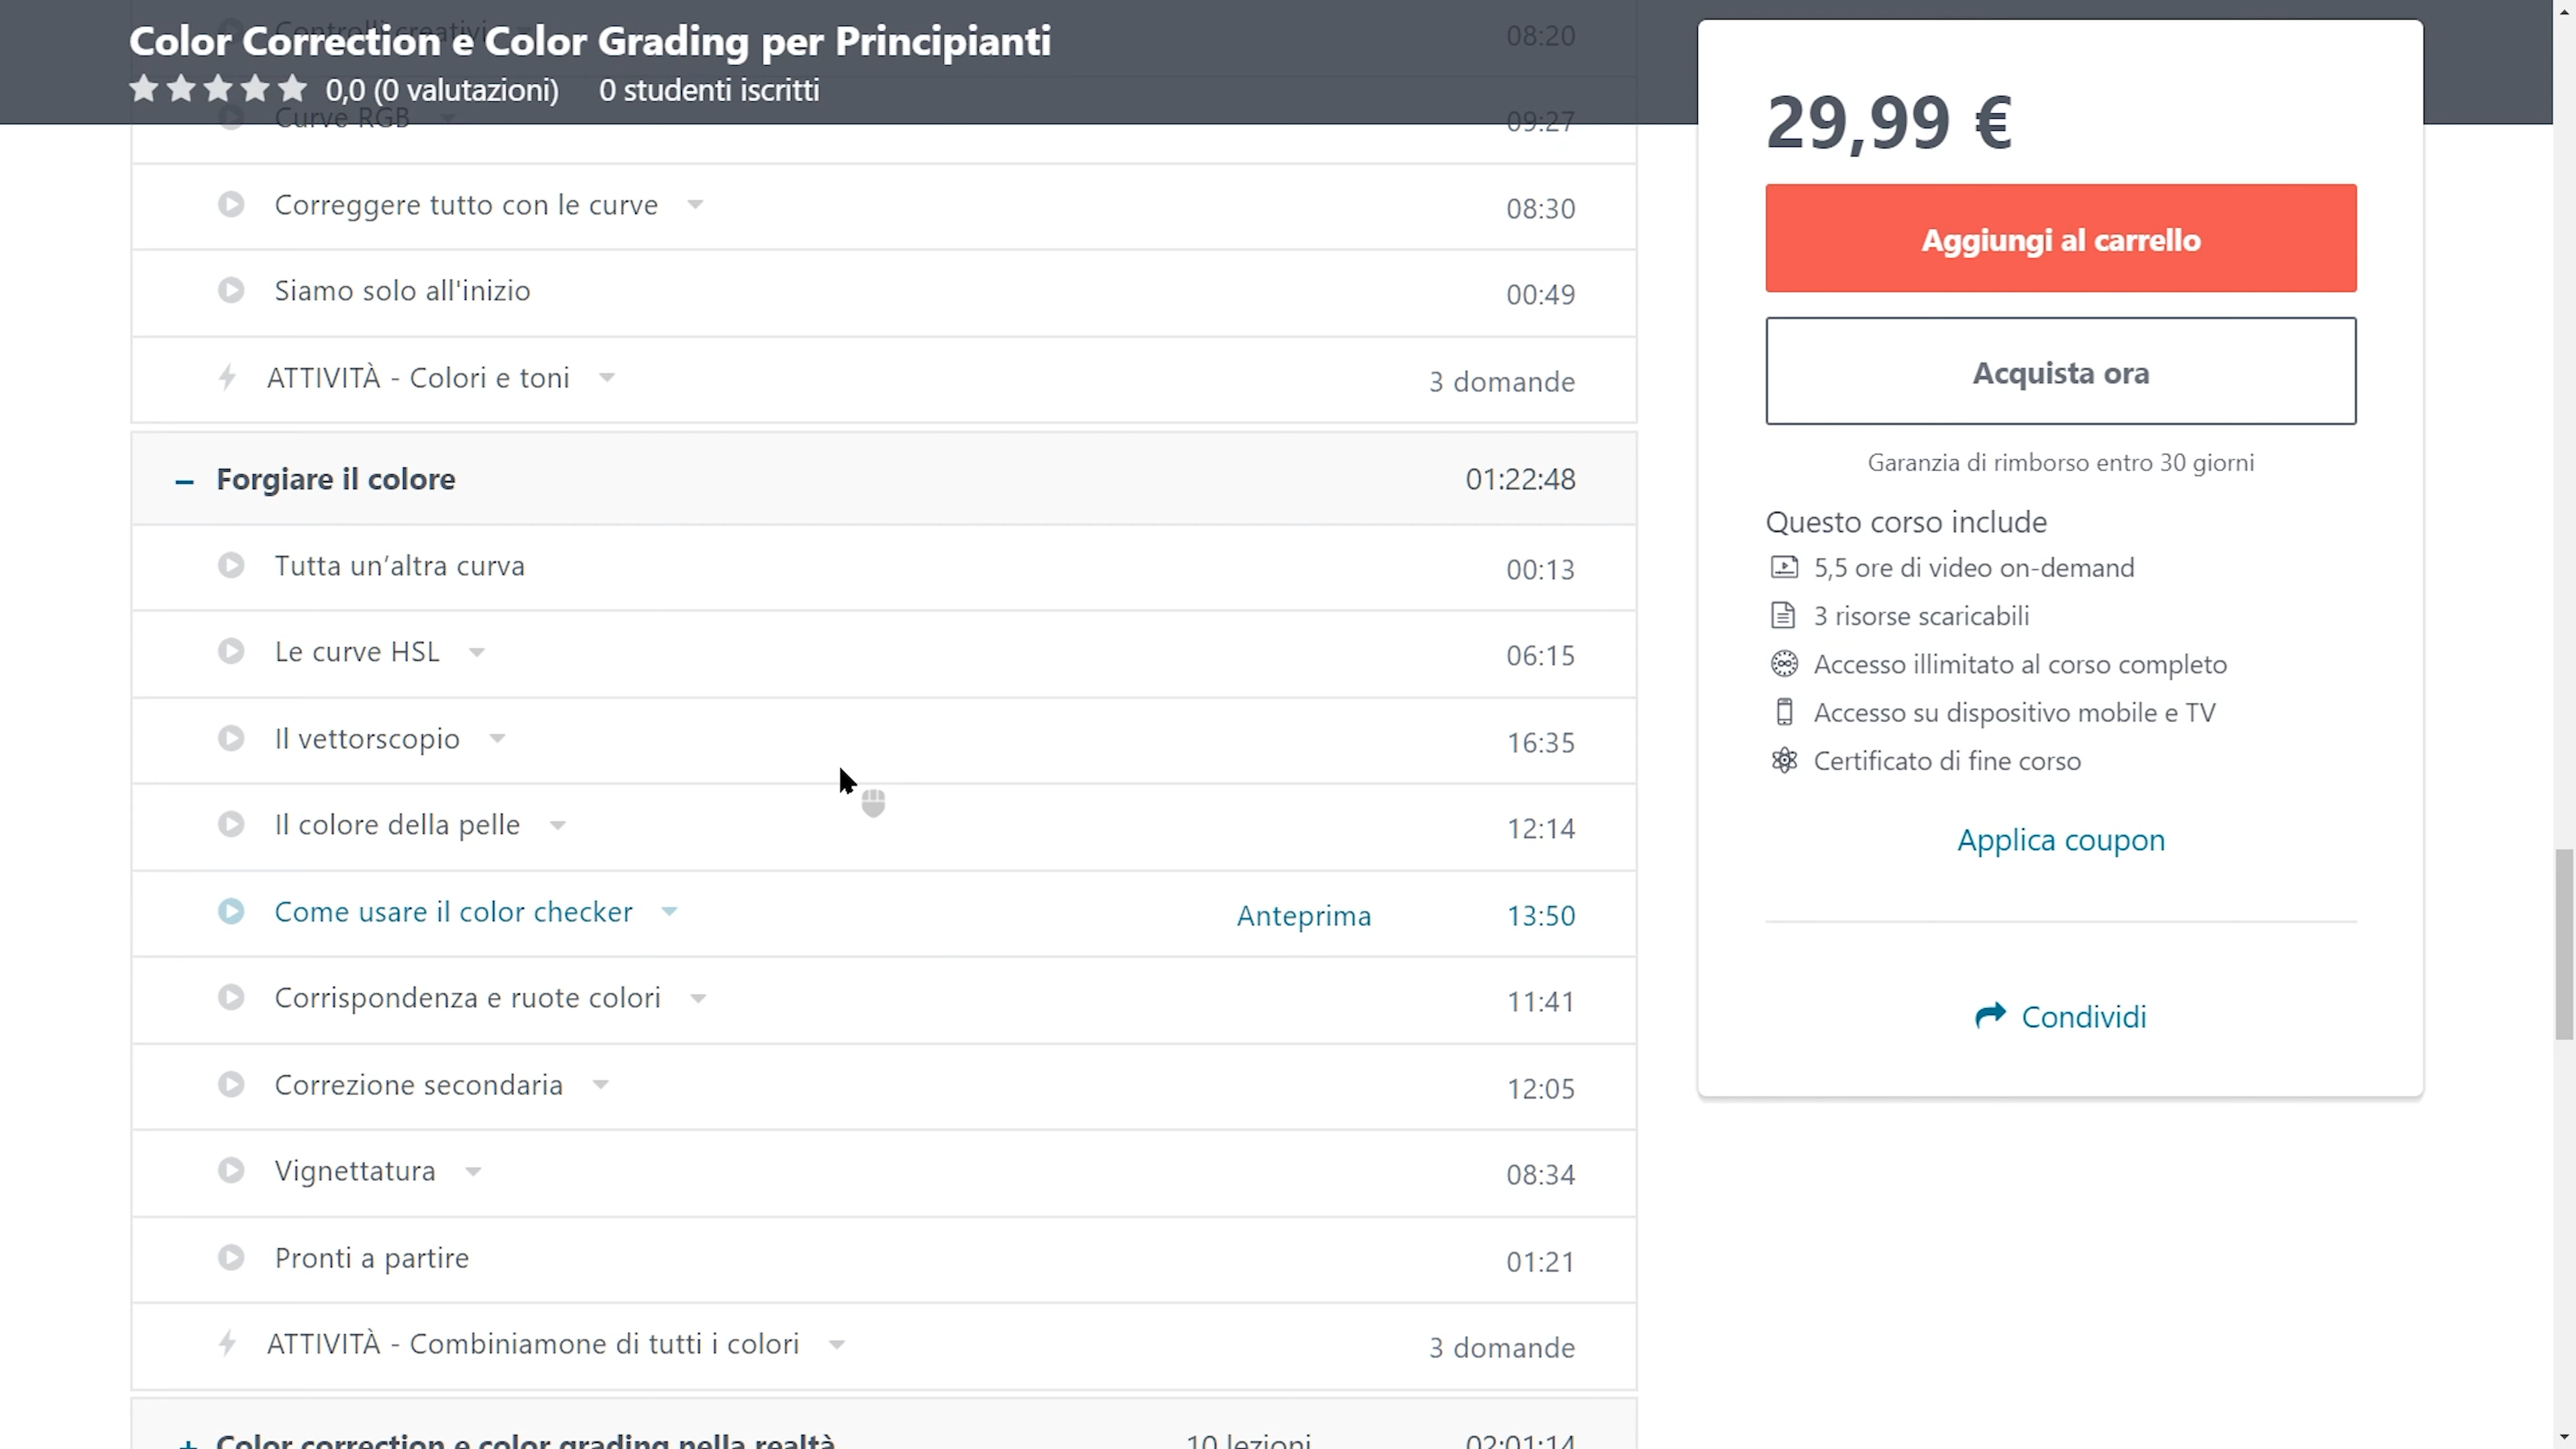 Controlli creativi 08:20
Color Correction e Color Grading per Principianti
0,0 (0 valutazioni) 0 studenti iscritti
Curve RGB 09:27
Correggere tutto con le curve 08:30
Siamo solo all'inizio 00:49
ATTIVITÀ - Colori e toni 3 domande
Forgiare il colore 01:22:48
Tutta un’altra curva 00:13
Le curve HSL 06:15
Il vettorscopio 16:35
Il colore della pelle 12:14
Come usare il color checker Anteprima 13:50
Corrispondenza e ruote colori 11:41
Correzione secondaria 12:05
Vignettatura 08:34
Pronti a partire 01:21
ATTIVITÀ - Combiniamone di tutti i colori 3 domande
Color correction e color grading nella realtà 10 lezioni 02:01:14
29,99 €
Aggiungi al carrello
Acquista ora
Garanzia di rimborso entro 30 giorni
Questo corso include
5,5 ore di video on-demand
3 risorse scaricabili
Accesso illimitato al corso completo
Accesso su dispositivo mobile e TV
Certificato di fine corso
Applica coupon
Condividi